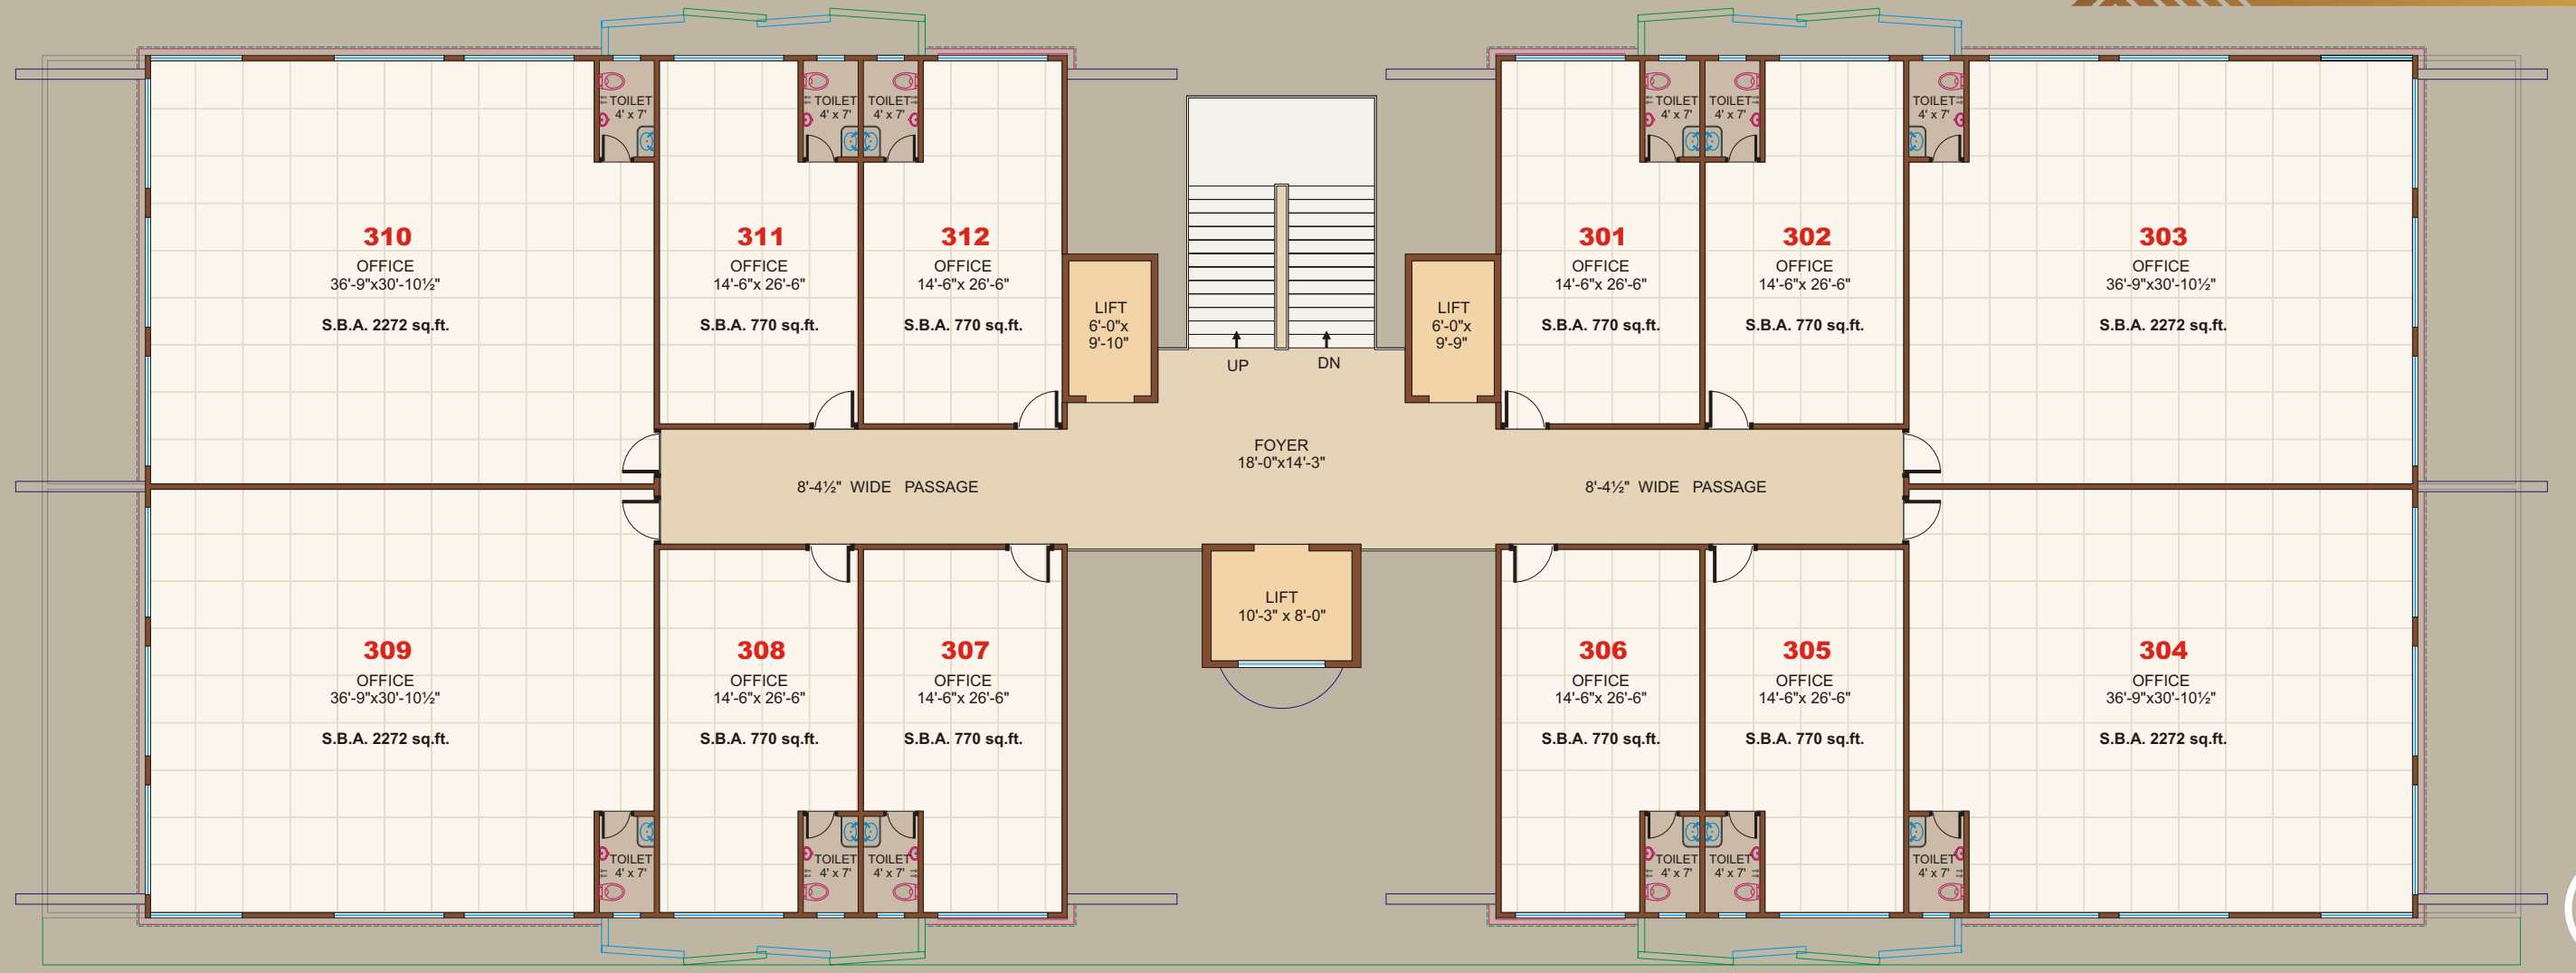 TOILET
4' x 7'
TOILET
4' x 7'
TOILET
4' x 7'
TOILET
4' x 7'
TOILET
4' x 7'
TOILET
4' x 7'
310
OFFICE
36'-9"x30'-10½"
S.B.A. 2272 sq.ft.
311
OFFICE
14'-6"x 26'-6"
S.B.A. 770 sq.ft.
312
OFFICE
14'-6"x 26'-6"
S.B.A. 770 sq.ft.
LIFT
6'-0"x
9'-10"
UP
DN
LIFT
6'-0"x
9'-9"
301
OFFICE
14'-6"x 26'-6"
S.B.A. 770 sq.ft.
302
OFFICE
14'-6"x 26'-6"
S.B.A. 770 sq.ft.
303
OFFICE
36'-9"x30'-10½"
S.B.A. 2272 sq.ft.
FOYER
18'-0"x14'-3"
8'-4½" WIDE PASSAGE
8'-4½" WIDE PASSAGE
LIFT
10'-3" x 8'-0"
309
OFFICE
36'-9"x30'-10½"
S.B.A. 2272 sq.ft.
308
OFFICE
14'-6"x 26'-6"
S.B.A. 770 sq.ft.
307
OFFICE
14'-6"x 26'-6"
S.B.A. 770 sq.ft.
306
OFFICE
14'-6"x 26'-6"
S.B.A. 770 sq.ft.
305
OFFICE
14'-6"x 26'-6"
S.B.A. 770 sq.ft.
304
OFFICE
36'-9"x30'-10½"
S.B.A. 2272 sq.ft.
TOILET
4' x 7'
TOILET
4' x 7'
TOILET
4' x 7'
TOILET
4' x 7'
TOILET
4' x 7'
TOILET
4' x 7'